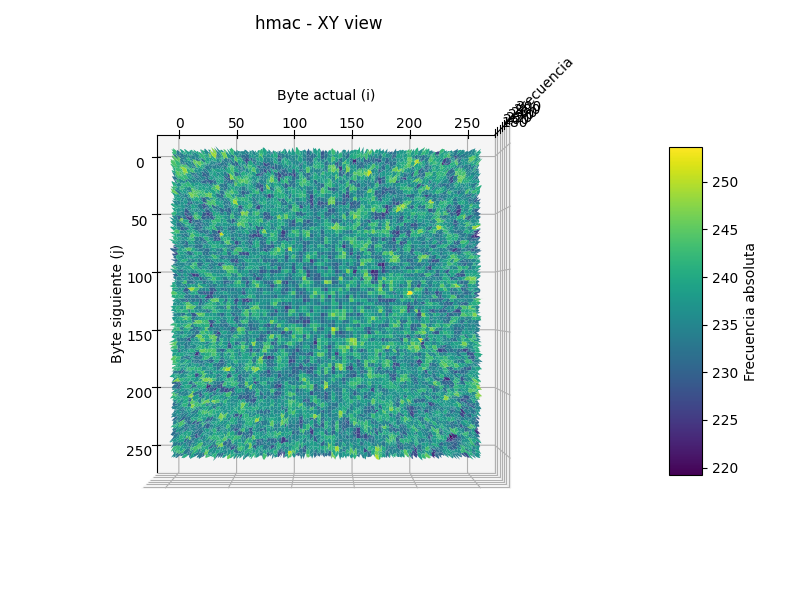 hmac - XY view
Byte actual (i)
0 50 100 150 200 250
Byte siguiente (j)
0
50
100
150
200
250
250
245
240
235
230
225
220
Frecuencia absoluta